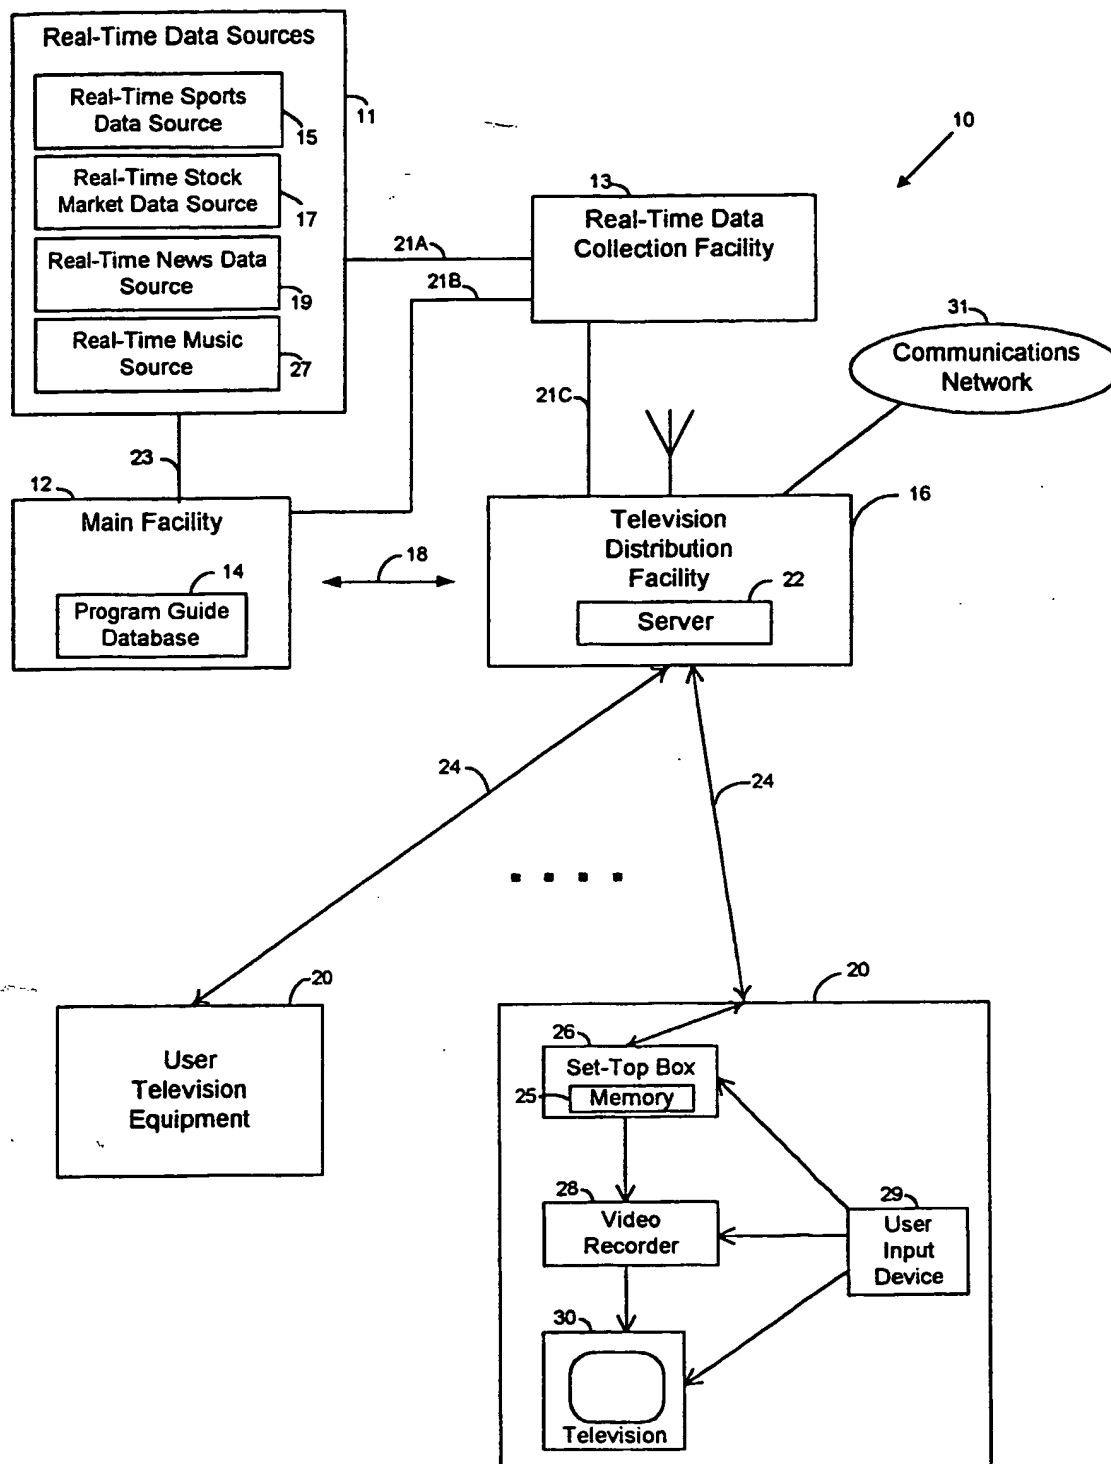 Real-Time Data Sources
Real-Time Sports
Data Source
15
11
Real-Time Stock
Market Data Source
17
Real-Time News Data
Source
19
Real-Time Music
Source
27
10
13
Real-Time Data
Collection Facility
21A
21B
21C
31
Communications
Network
23
12
Main Facility
14
Program Guide
Database
18
16
Television
Distribution
Facility
22
Server
24
24
20
User
Television
Equipment
20
26
Set-Top Box
25
Memory
28
Video
Recorder
29
User
Input
Device
30
Television